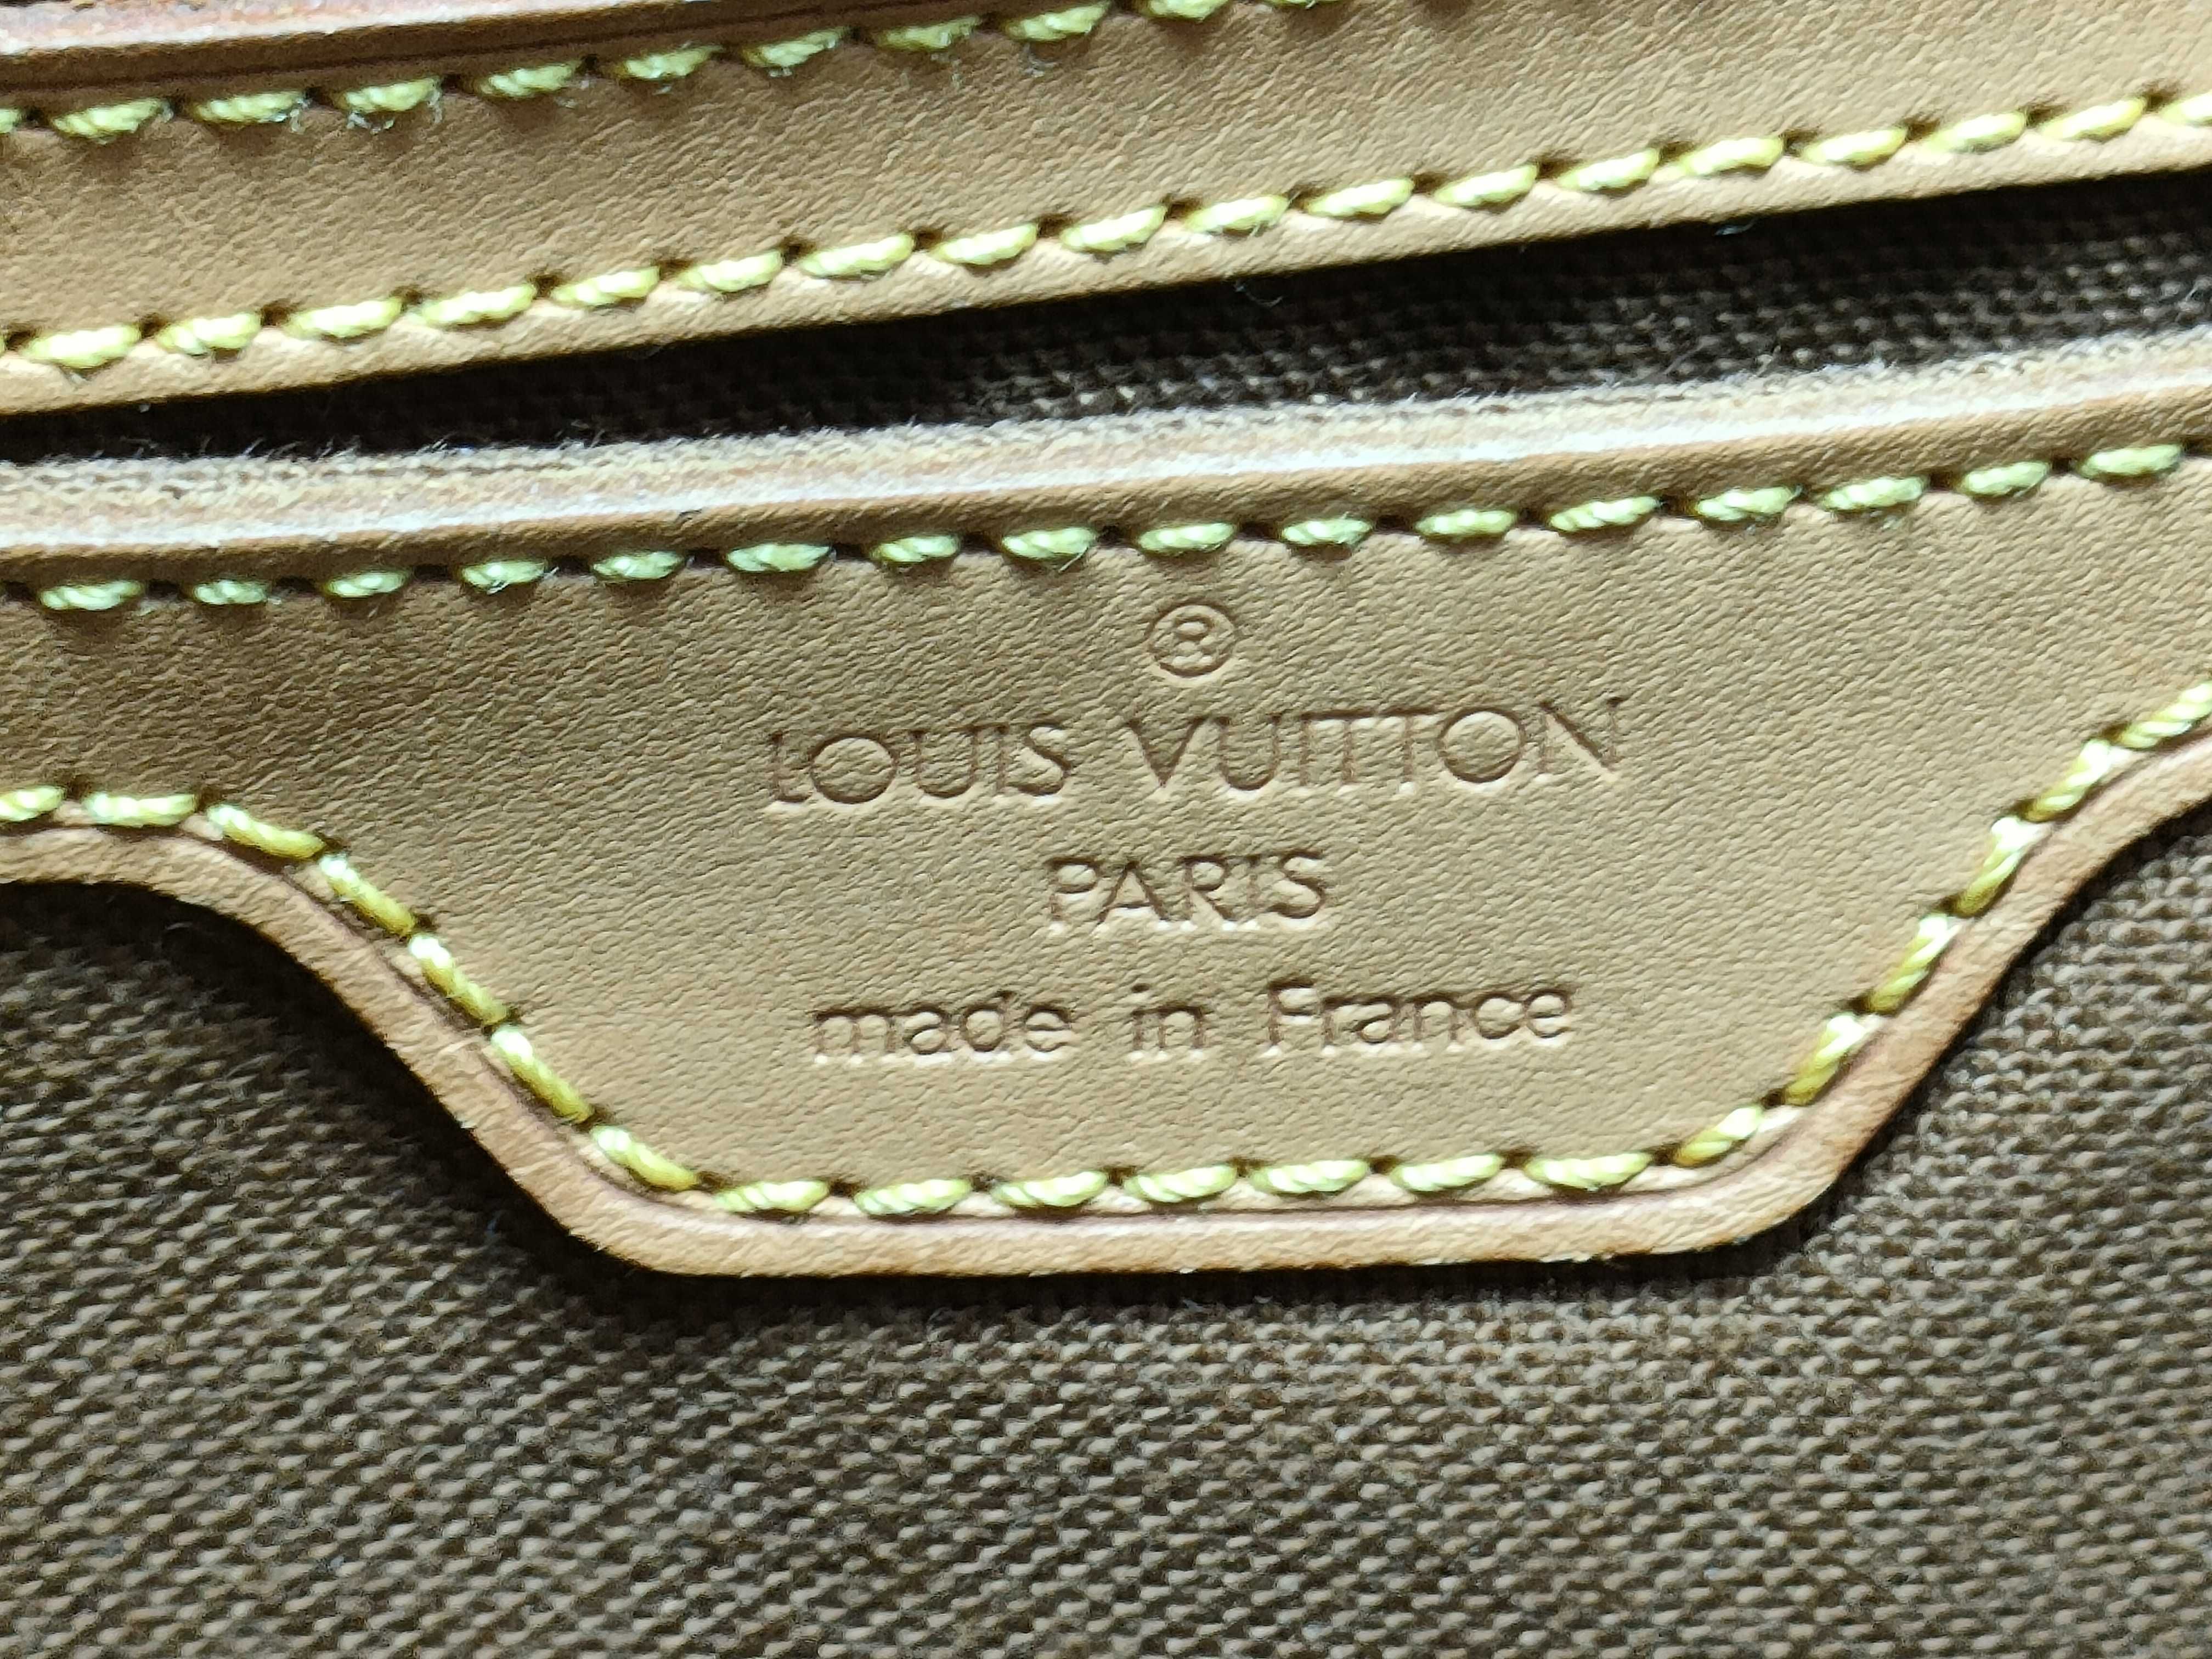 ®
LOUIS VUITTON
PARIS
made in France